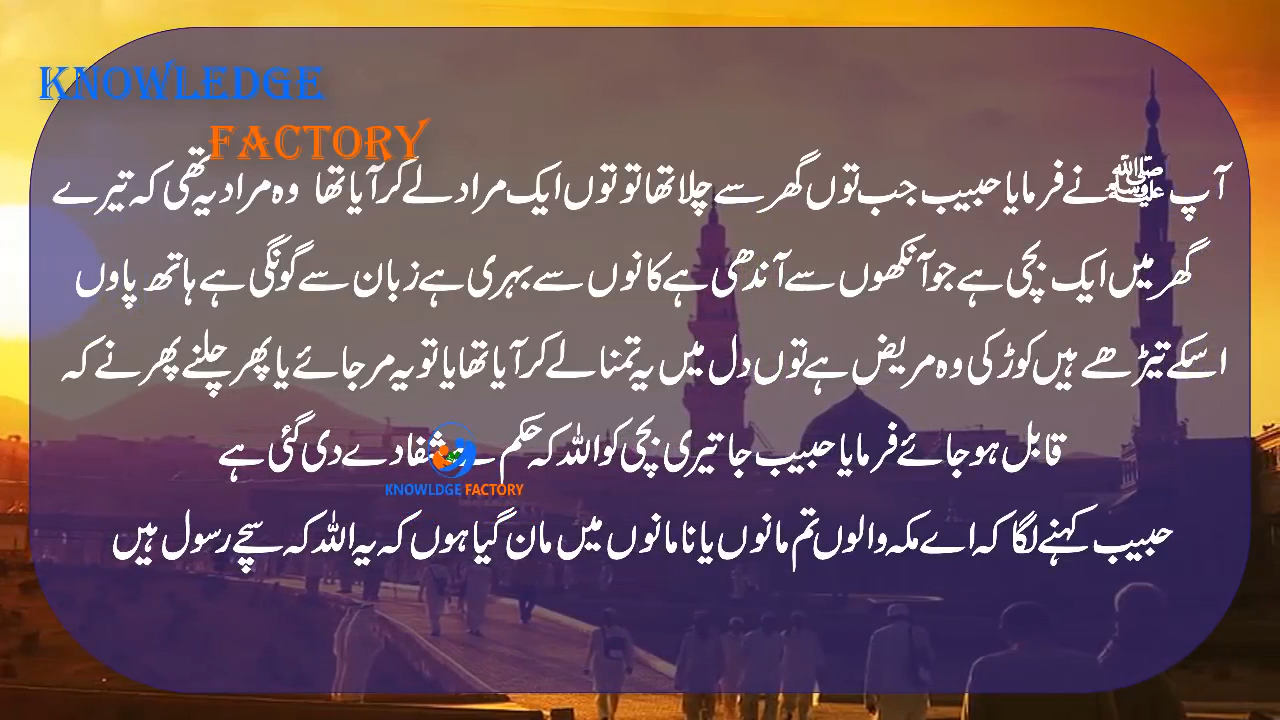 KNOWLEDGE
FACTORY
آپ ﷺ نے فرمایا حبیب جب توں گھر سے چلا تھا تو توں ایک مراد لے کر آیا تھا وہ مراد یہ تھی کہ تیرے
گھر میں ایک بچی ہے جو آنکھوں سے آندھی ہے کانوں سے بہری ہے زبان سے گونگی ہے ہاتھ پاوں
اسکے تیڑھے ہیں کوڑکی وہ مریض ہے توں دل میں یہ تمنا لے کر آیا تھا یا تو یہ مر جائے یا پھر چلنے پھرنے کہ
قابل ہو جائے فرمایا حبیب جا تیری بچی کو اللہ کہ حکم سے شفا دے دی گئی ہے
KNOWLDGE FACTORY
حبیب کہنے لگا کہ اے مکہ والوں تم مانوں یا نا مانوں میں مان گیا ہوں کہ یہ اللہ کہ سچے رسول ہیں